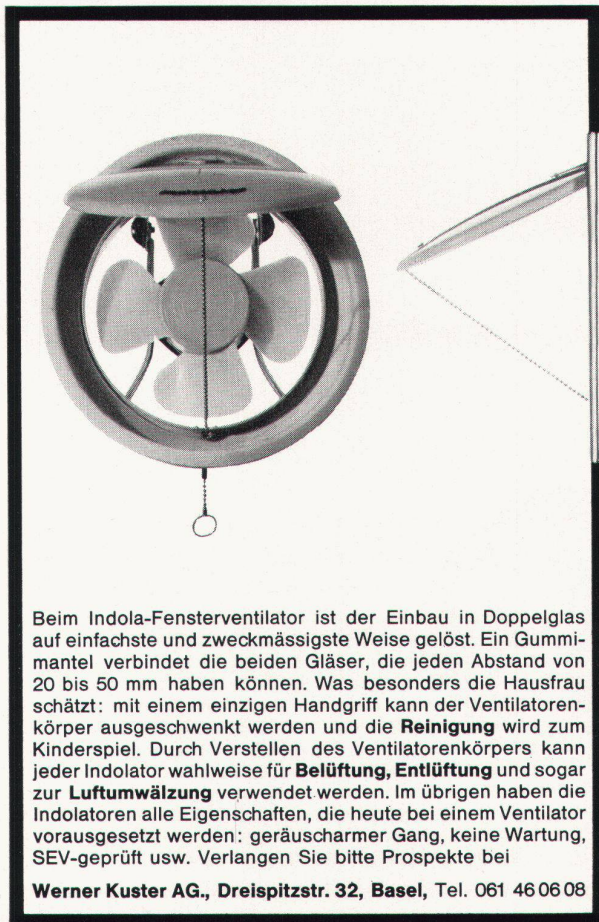 Beim Indola-Fensterventilator ist der Einbau in Doppelglas
auf einfachste und zweckmässigste Weise gelöst. Ein Gummi-
mantel verbindet die beiden Gläser, die jeden Abstand von
20 bis 50 mm haben können. Was besonders die Hausfrau
schätzt: mit einem einzigen Handgriff kann der Ventilatoren-
körper ausgeschwenkt werden und die Reinigung wird zum
Kinderspiel. Durch Verstellen des Ventilatorenkörpers kann
jeder Indolator wahlweise für Belüftung, Entlüftung und sogar
zur Luftumwälzung verwendet werden. Im übrigen haben die
Indolatoren alle Eigenschaften, die heute bei einem Ventilator
vorausgesetzt werden: geräuscharmer Gang, keine Wartung,
SEV-geprüft usw. Verlangen Sie bitte Prospekte bei
Werner Kuster AG., Dreispitzstr. 32, Basel, Tel. 061 46 06 08